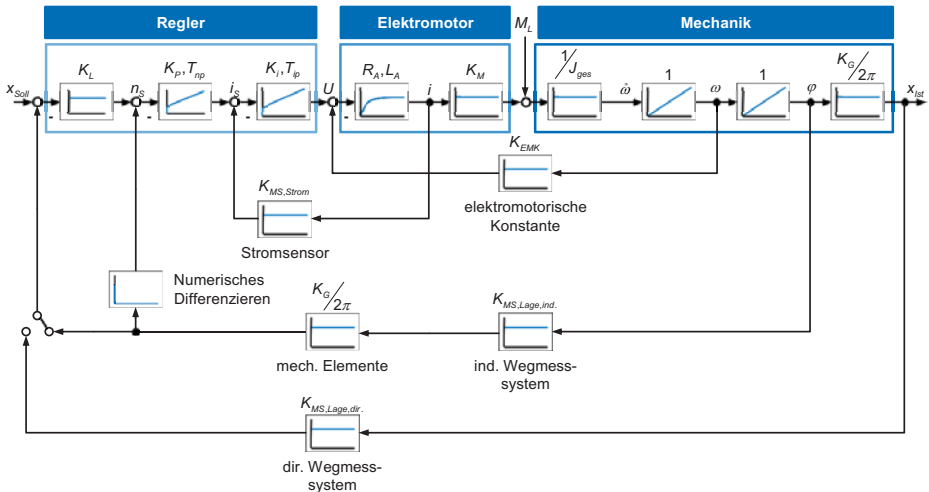 Regler
Elektromotor
M_L
Mechanik
x_Soll
K_L
n_S
K_P, T_np
i_S
K_i, T_ip
U
R_A, L_A
i
K_M
1/J_ges
ω̇
1
ω
1
φ
K_G/2π
x_Ist
-
-
-
-
-
K_EMK
elektromotorische
Konstante
K_MS,Strom
Stromsensor
Numerisches
Differenzieren
K_G/2π
mech. Elemente
K_MS,Lage,ind.
ind. Wegmess-
system
K_MS,Lage,dir.
dir. Wegmess-
system